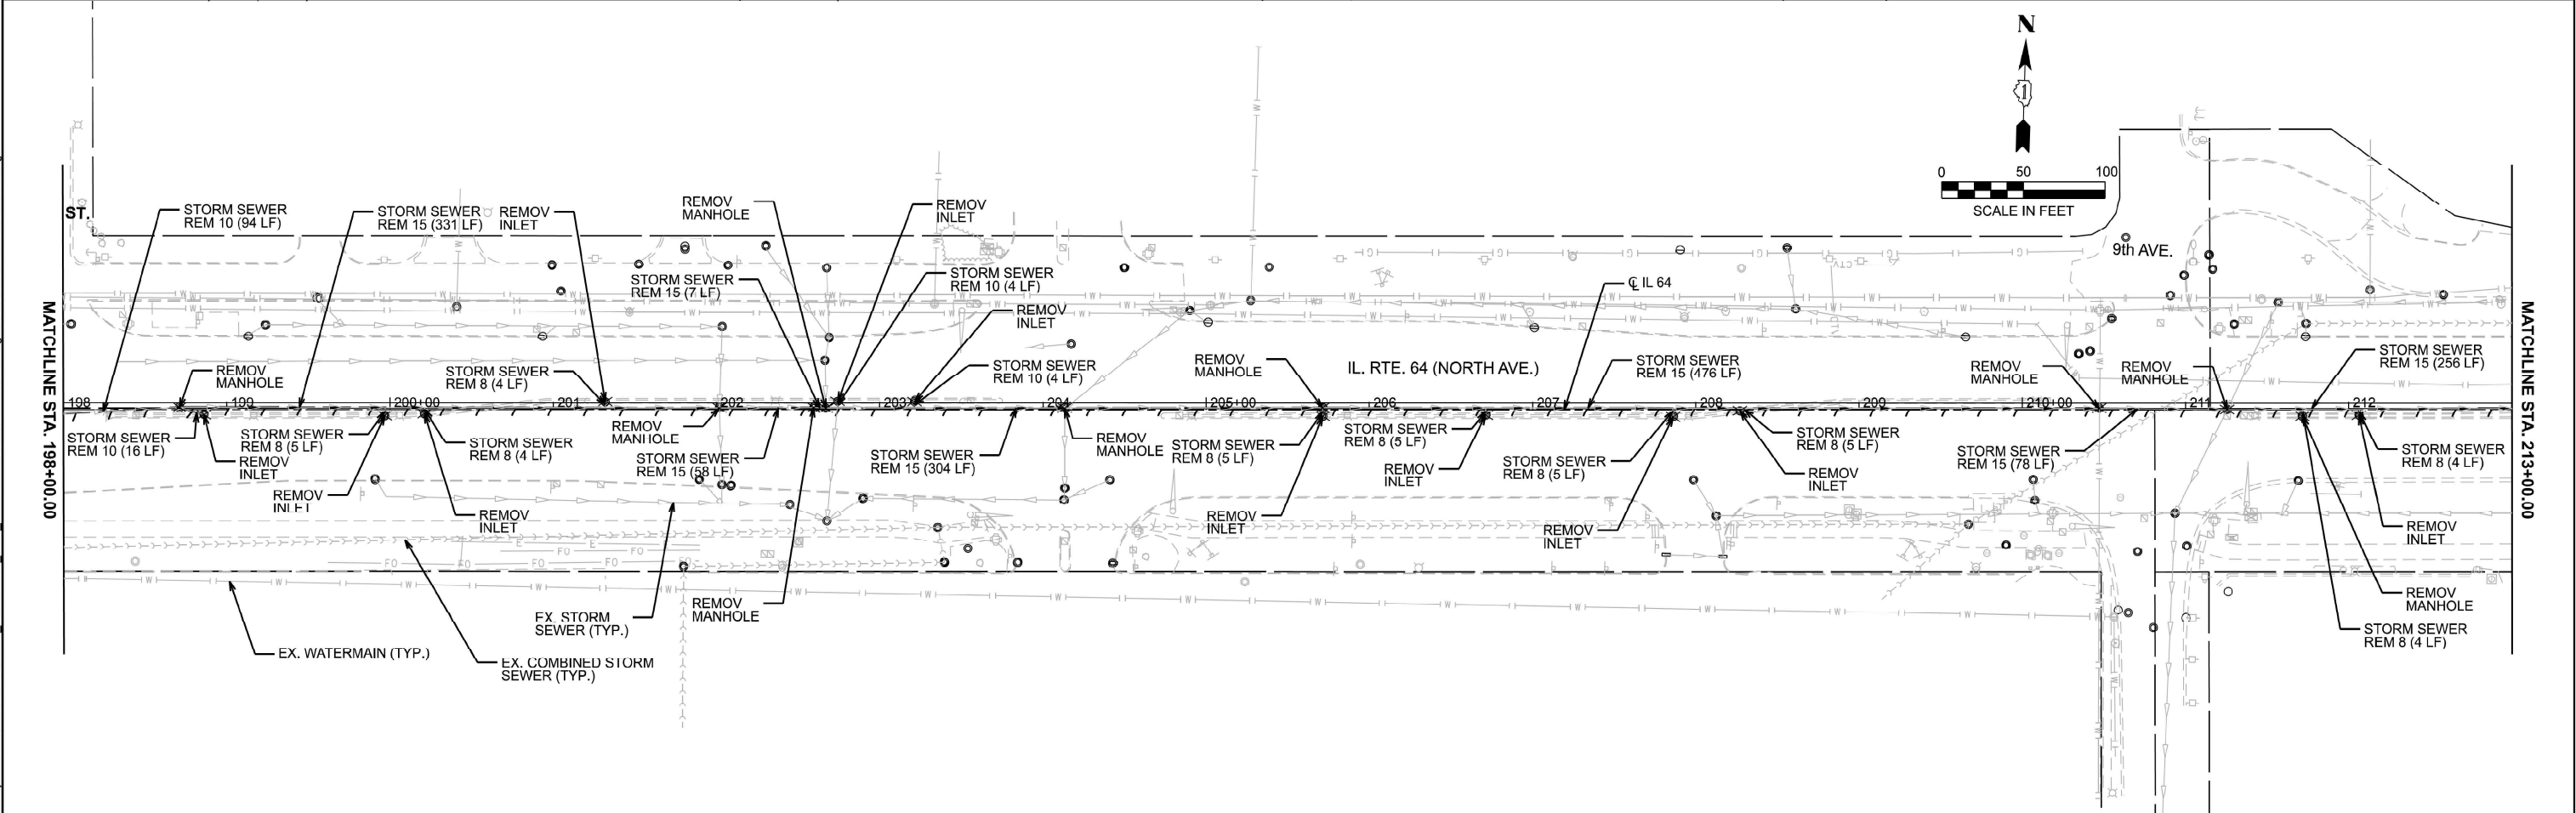 N
1
0 50 100
SCALE IN FEET
ST.
STORM SEWER
REM 10 (94 LF)
STORM SEWER
REM 15 (331 LF)
REMOV
INLET
REMOV
MANHOLE
REMOV
INLET
9th AVE.
STORM SEWER
REM 15 (7 LF)
STORM SEWER
REM 10 (4 LF)
℄ IL 64
REMOV
INLET
MATCHLINE STA. 198+00.00
MATCHLINE STA. 213+00.00
REMOV
MANHOLE
STORM SEWER
REM 8 (4 LF)
STORM SEWER
REM 10 (4 LF)
REMOV
MANHOLE
IL. RTE. 64 (NORTH AVE.)
STORM SEWER
REM 15 (476 LF)
REMOV
MANHOLE
REMOV
MANHOLE
STORM SEWER
REM 15 (256 LF)
198 199 200+00 201 202 203 204 205+00 206 207 208 209 210+00 211 212
STORM SEWER
REM 10 (16 LF)
REMOV
INLET
STORM SEWER
REM 8 (5 LF)
REMOV
INLET
STORM SEWER
REM 8 (4 LF)
REMOV
INLET
REMOV
MANHOLE
STORM SEWER
REM 15 (58 LF)
STORM SEWER
REM 15 (304 LF)
REMOV
MANHOLE
STORM SEWER
REM 8 (5 LF)
REMOV
INLET
STORM SEWER
REM 8 (5 LF)
REMOV
INLET
STORM SEWER
REM 8 (5 LF)
REMOV
INLET
STORM SEWER
REM 8 (5 LF)
REMOV
INLET
STORM SEWER
REM 15 (78 LF)
STORM SEWER
REM 8 (4 LF)
REMOV
INLET
REMOV
MANHOLE
STORM SEWER
REM 8 (4 LF)
REMOV
MANHOLE
EX. STORM
SEWER (TYP.)
EX. WATERMAIN (TYP.)
EX. COMBINED STORM
SEWER (TYP.)